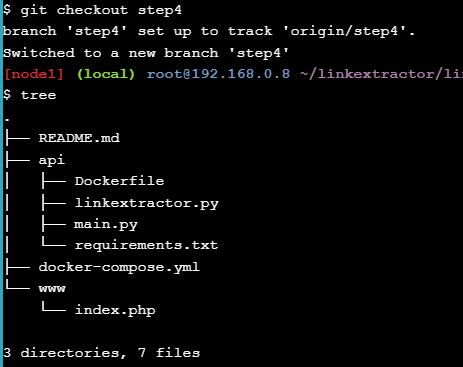 $ git checkout step4
branch 'step4' set up to track 'origin/step4'.
Switched to a new branch 'step4'
[node1] (local) root@192.168.0.8 ~/linkextractor/li
$ tree
.
├── README.md
├── api
│   ├── Dockerfile
│   ├── linkextractor.py
│   ├── main.py
│   └── requirements.txt
├── docker-compose.yml
└── www
    └── index.php
3 directories, 7 files